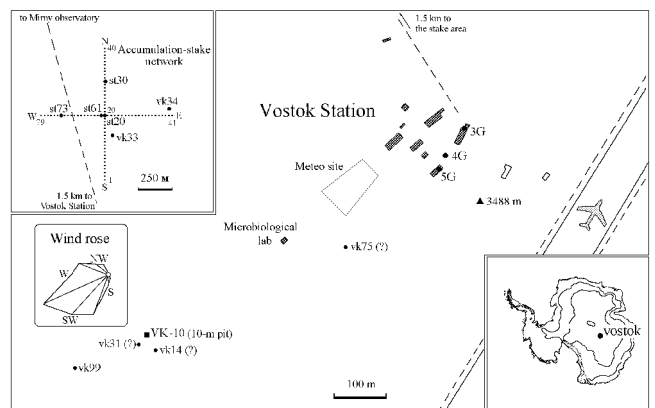 to Mirny observatory
N
40
Accumulation-stake
network
st30
st73
st61
20
vk34
W
79
E
41
st20
vk33
S
1
250 м
1.5 km to
Vostok Station
1.5 km to
the stake area
Vostok Station
3G
4G
5G
Meteo site
3488 m
Microbiological
lab
vk75 (?)
Wind rose
NW
W
S
SW
VK-10 (10-m pit)
vk31 (?)
vk14 (?)
vk99
100 m
vostok